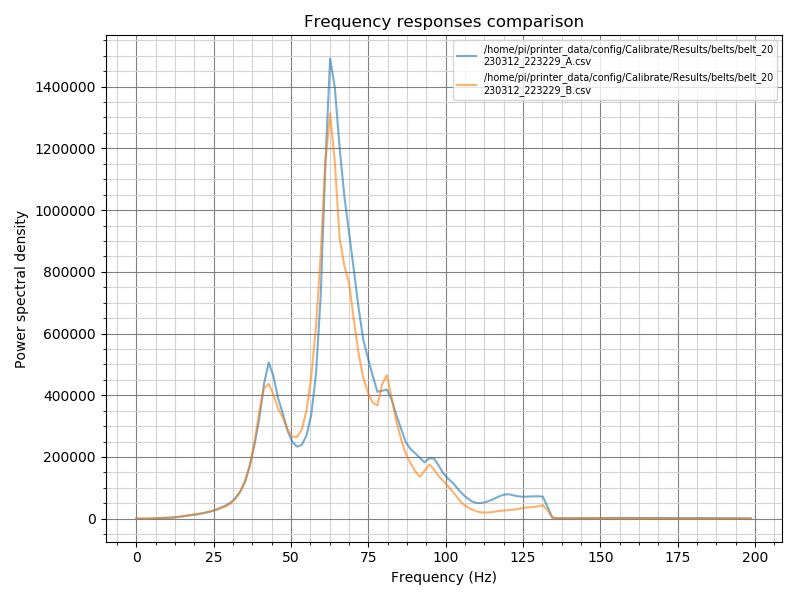 Frequency responses comparison
/home/pi/printer_data/config/Calibrate/Results/belts/belt_20
230312_223229_A.csv
/home/pi/printer_data/config/Calibrate/Results/belts/belt_20
230312_223229_B.csv
Power spectral density
1400000
1200000
1000000
800000
600000
400000
200000
0
0 25 50 75 100 125 150 175 200
Frequency (Hz)